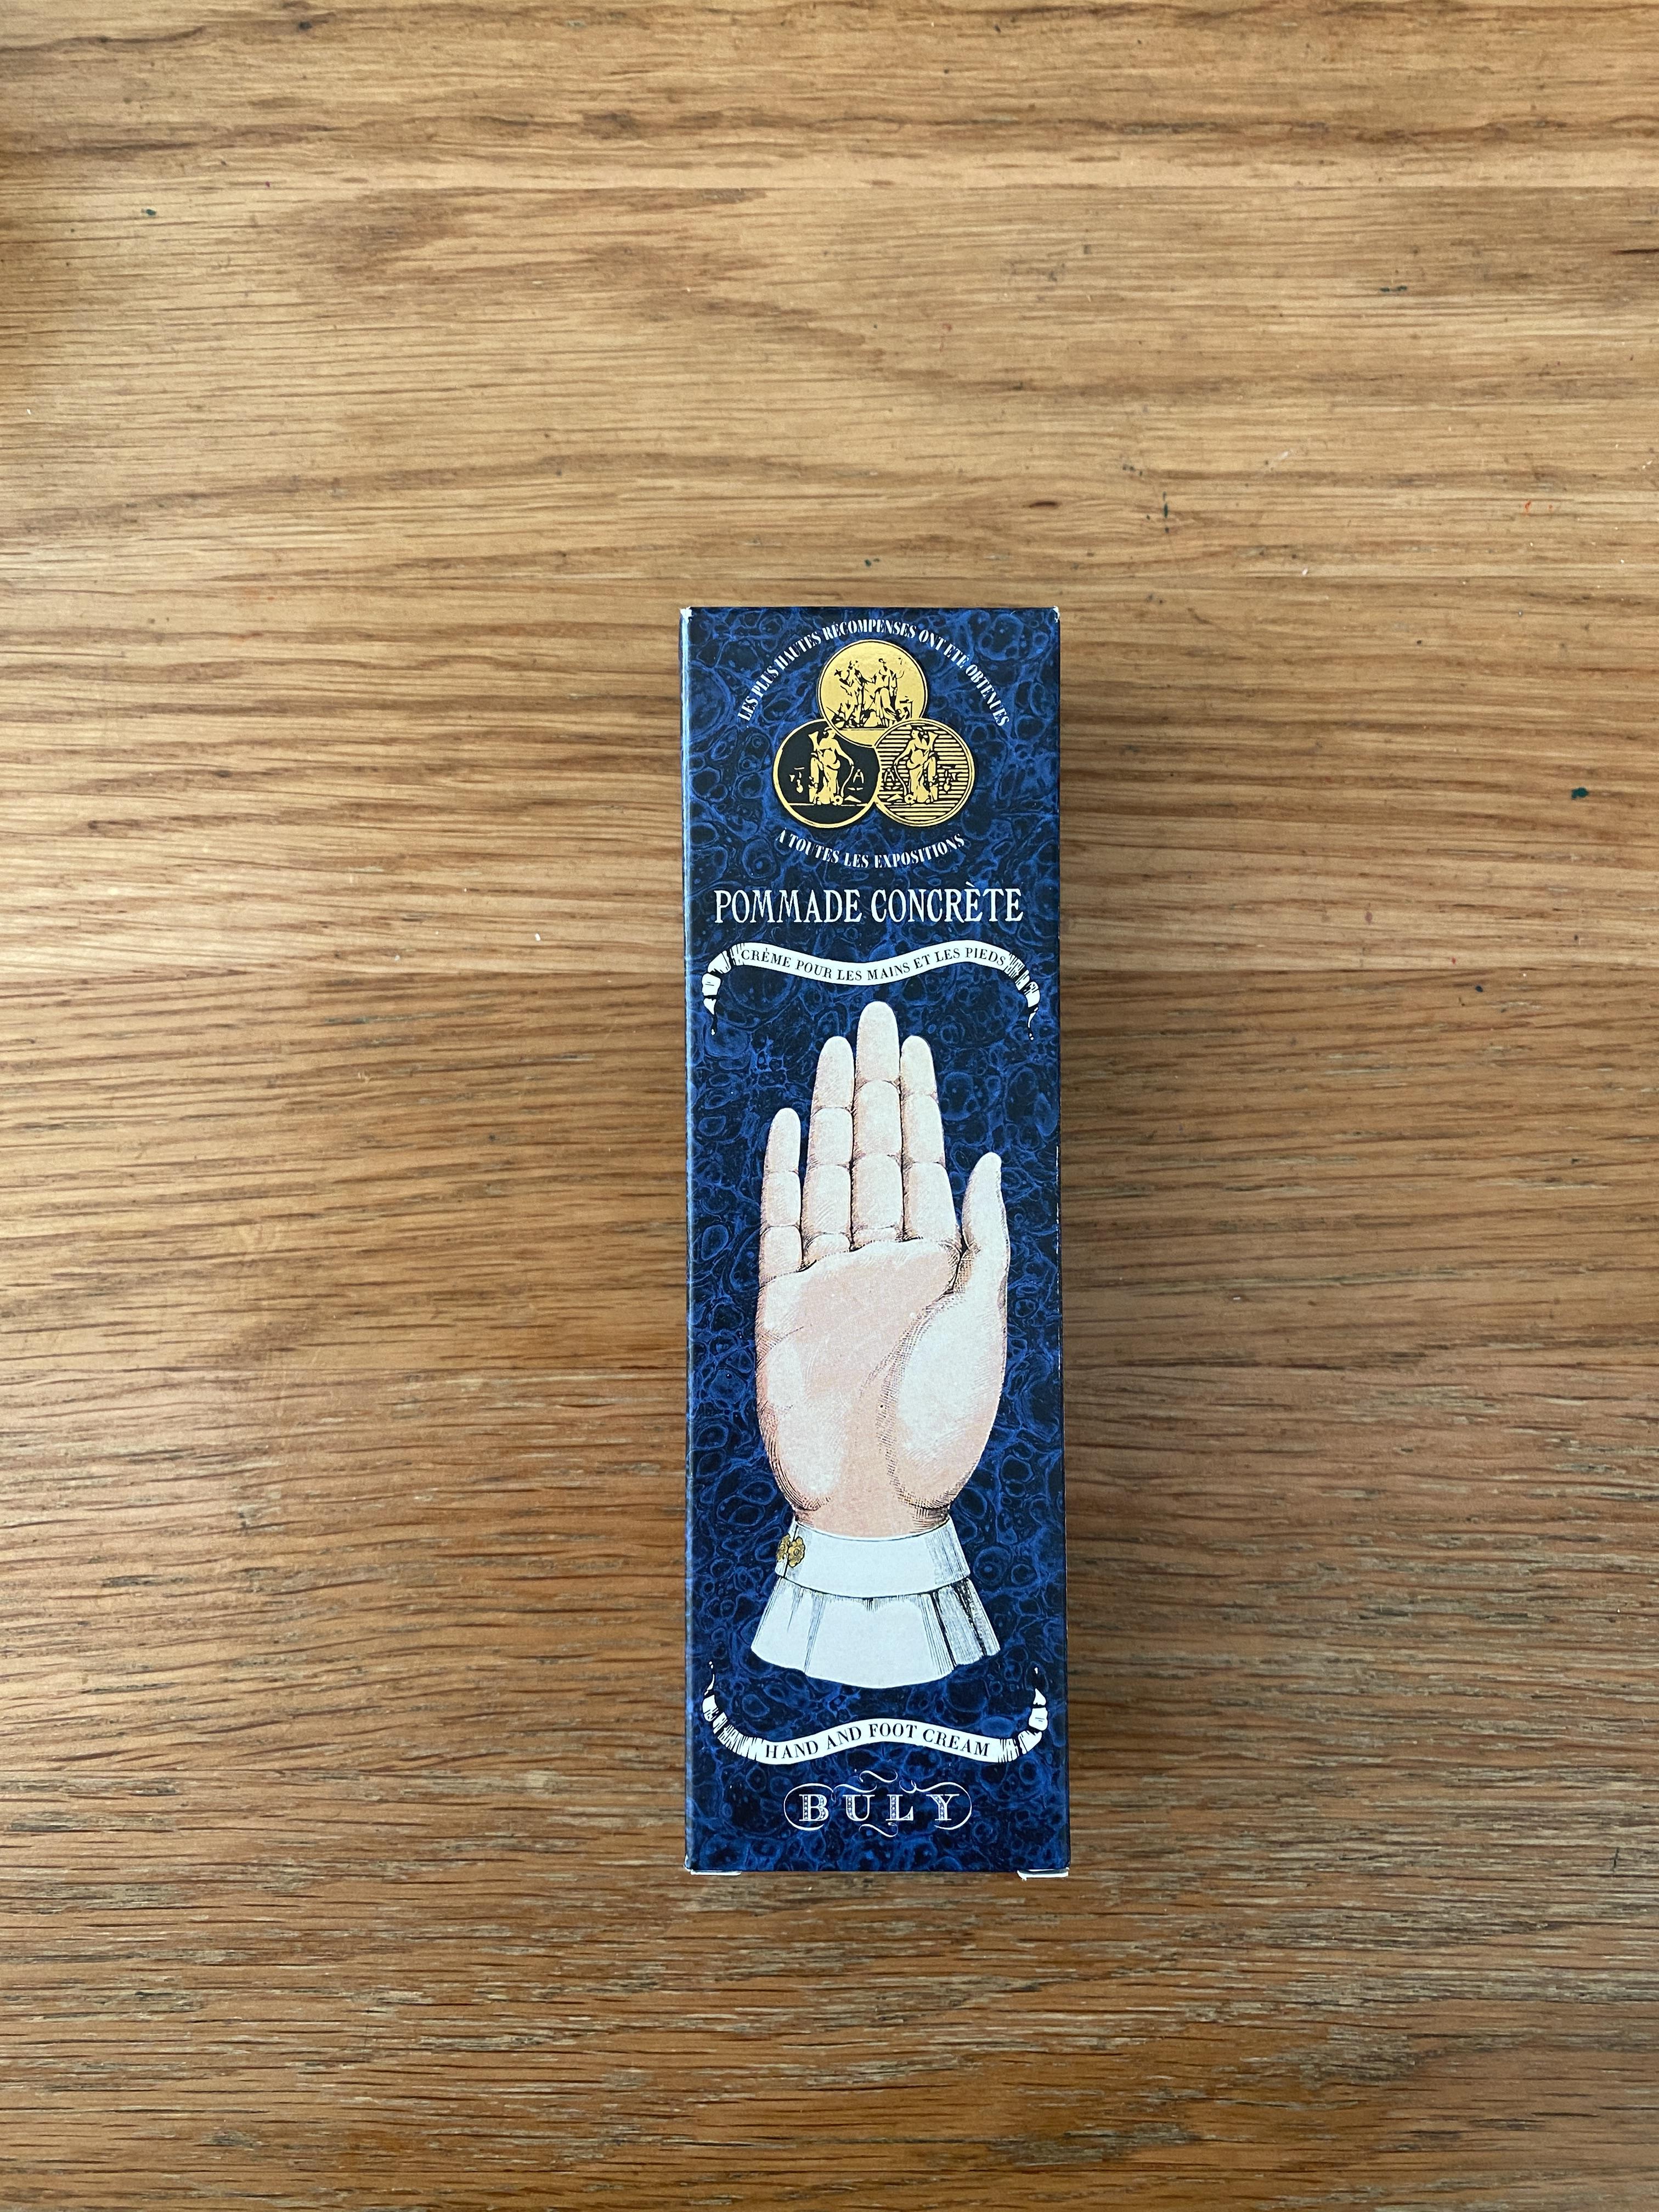 LES PLUS HAUTES RÉCOMPENSES ONT ÉTÉ OBTENUES
A TOUTES LES EXPOSITIONS
POMMADE CONCRÈTE
CRÈME POUR LES MAINS ET LES PIEDS
HAND AND FOOT CREAM
BULY